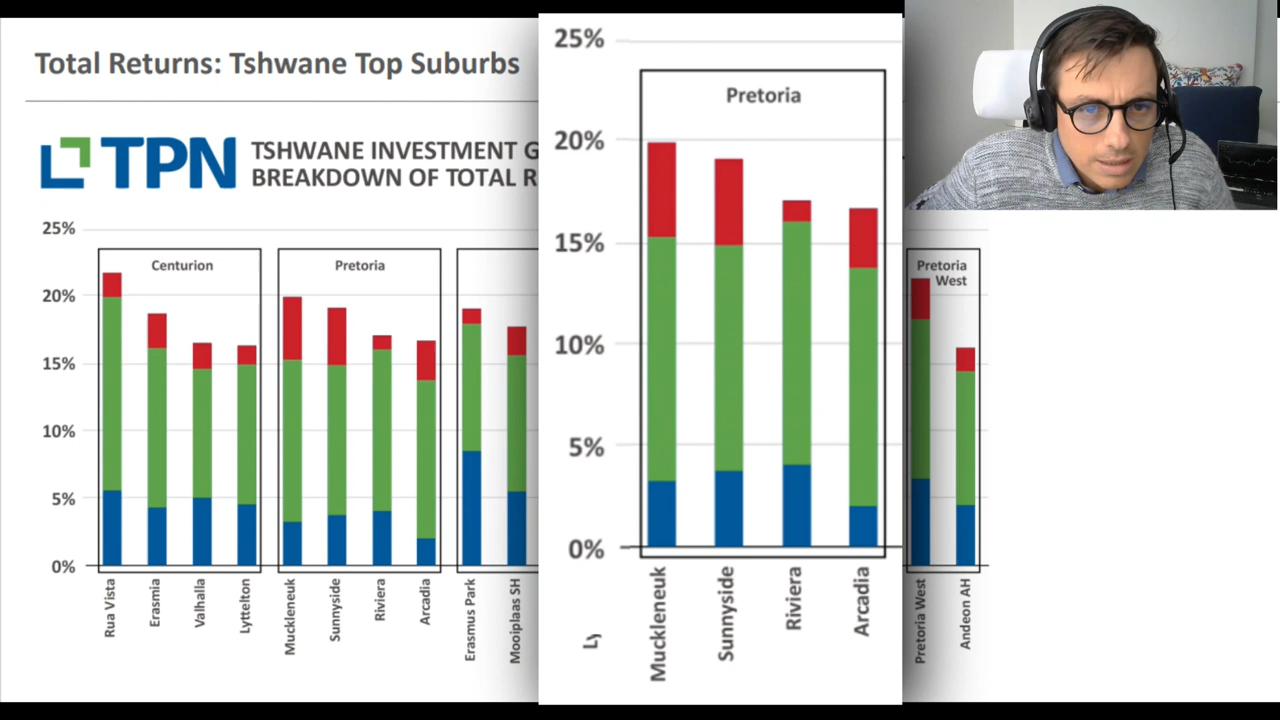 Total Returns: Tshwane Top Suburbs
TPN
TSHWANE INVESTMENT G
BREAKDOWN OF TOTAL R
25%
20%
15%
10%
5%
0%
Centurion
Rua Vista
Erasmia
Valhalla
Lyttelton
Pretoria
Muckleneuk
Sunnyside
Riviera
Arcadia
Erasmus Park
Mooiplaas SH
25%
20%
15%
10%
5%
0%
Pretoria
Ly
Muckleneuk
Sunnyside
Riviera
Arcadia
Pretoria
West
Pretoria West
Andeon AH